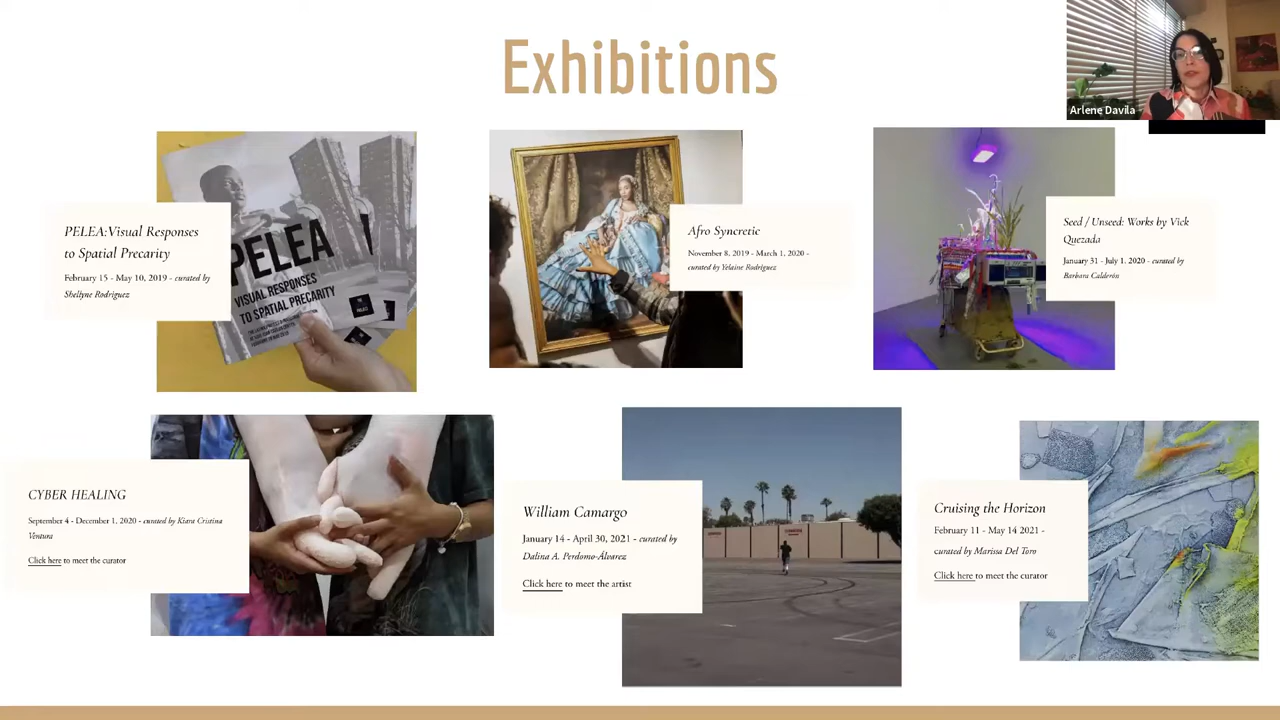 Exhibitions
Arlene Davila
PELEA:Visual Responses
to Spatial Precarity
February 15 - May 10, 2019 - curated by
Shellyne Rodriguez
PELEA
VISUAL RESPONSES
TO SPATIAL PRECARITY
Afro Syncretic
November 8, 2019 - March 1, 2020 -
curated by Yelaine Rodriguez
Seed / Unseed: Works by Vick
Quezada
January 31 - July 1, 2020 - curated by
Barbara Calderón
CYBER HEALING
September 4 - December 1, 2020 - curated by Kiara Cristina
Ventura
Click here to meet the curator
William Camargo
January 14 - April 30, 2021 - curated by
Dalina A. Perdomo-Álvarez
Click here to meet the artist
Cruising the Horizon
February 11 - May 14 2021 -
curated by Marissa Del Toro
Click here to meet the curator